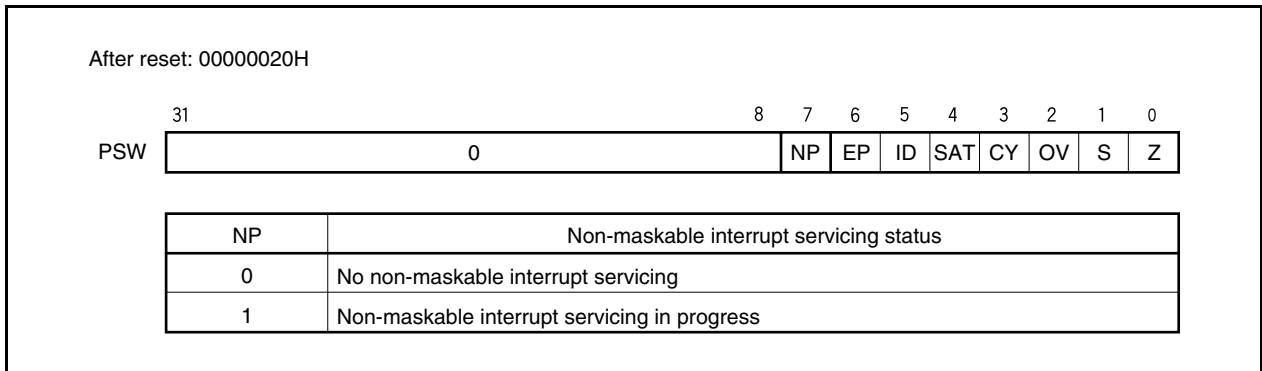 After reset: 00000020H
31 8 7 6 5 4 3 2 1 0
PSW 0 NP EP ID SAT CY OV S Z
NP Non-maskable interrupt servicing status
0 No non-maskable interrupt servicing
1 Non-maskable interrupt servicing in progress